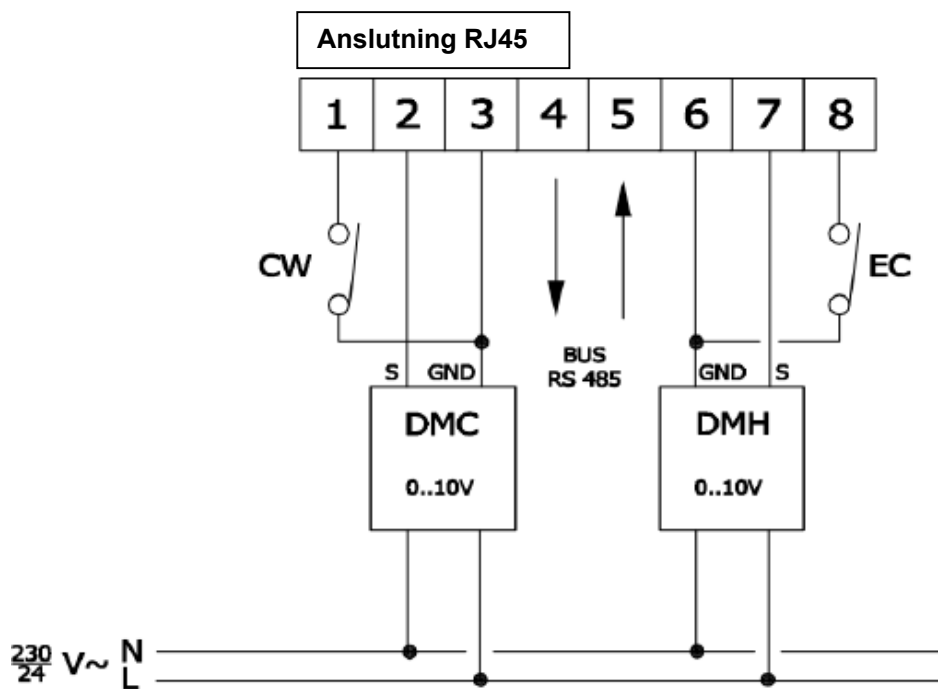 Anslutning RJ45
1 2 3 4 5 6 7 8
CW
EC
BUS
RS 485
S GND
GND S
DMC
0..10V
DMH
0..10V
230
24
V~
N
L